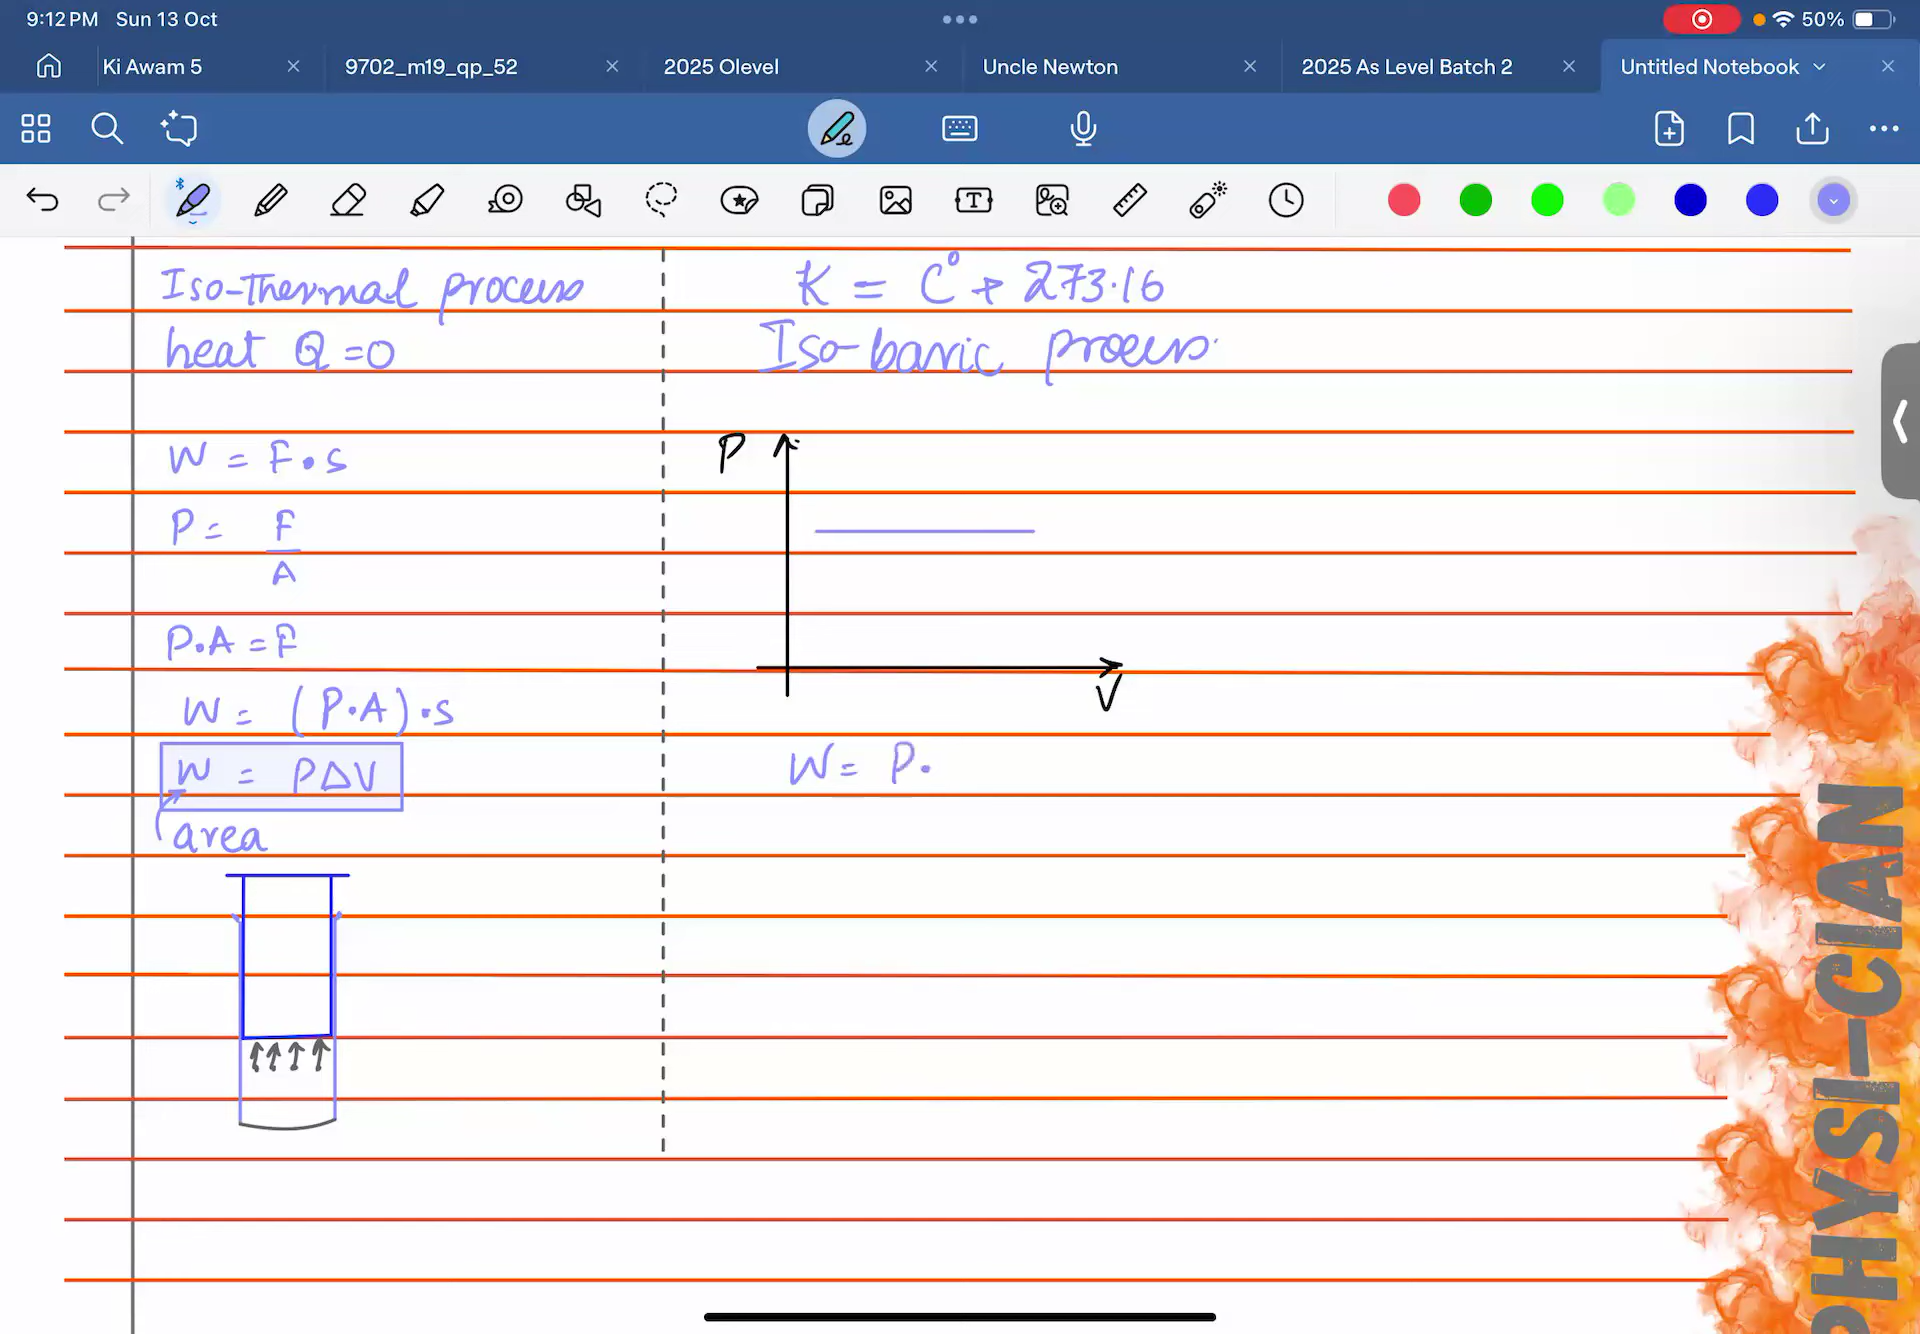 9:12 PM Sun 13 Oct
50%
Ki Awam 5
9702_m19_qp_52
2025 Olevel
Uncle Newton
2025 As Level Batch 2
Untitled Notebook
Iso-thermal process
heat Q = 0
W = F • s
P = F / A
P • A = F
W = (P • A) • s
W = PΔV
area
K = C° + 273.16
Iso-baric process
P
V
W = P •
PHYSI-CIAN